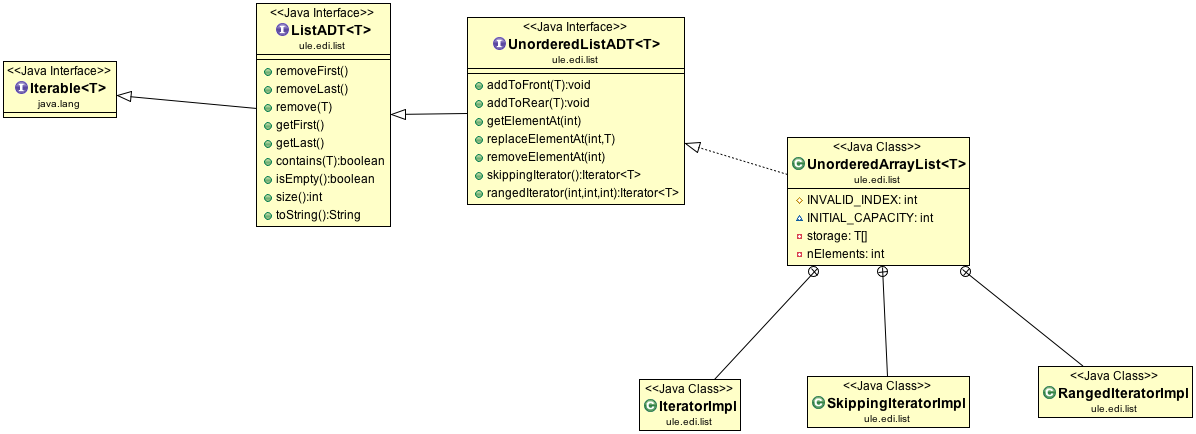 <<Java Interface>>
Iterable<T>
java.lang
<<Java Interface>>
ListADT<T>
ule.edi.list
removeFirst()
removeLast()
remove(T)
getFirst()
getLast()
contains(T):boolean
isEmpty():boolean
size():int
toString():String
<<Java Interface>>
UnorderedListADT<T>
ule.edi.list
addToFront(T):void
addToRear(T):void
getElementAt(int)
replaceElementAt(int,T)
removeElementAt(int)
skippingIterator():Iterator<T>
rangedIterator(int,int,int):Iterator<T>
<<Java Class>>
UnorderedArrayList<T>
ule.edi.list
INVALID_INDEX: int
INITIAL_CAPACITY: int
storage: T[]
nElements: int
<<Java Class>>
IteratorImpl
ule.edi.list
<<Java Class>>
SkippingIteratorImpl
ule.edi.list
<<Java Class>>
RangedIteratorImpl
ule.edi.list